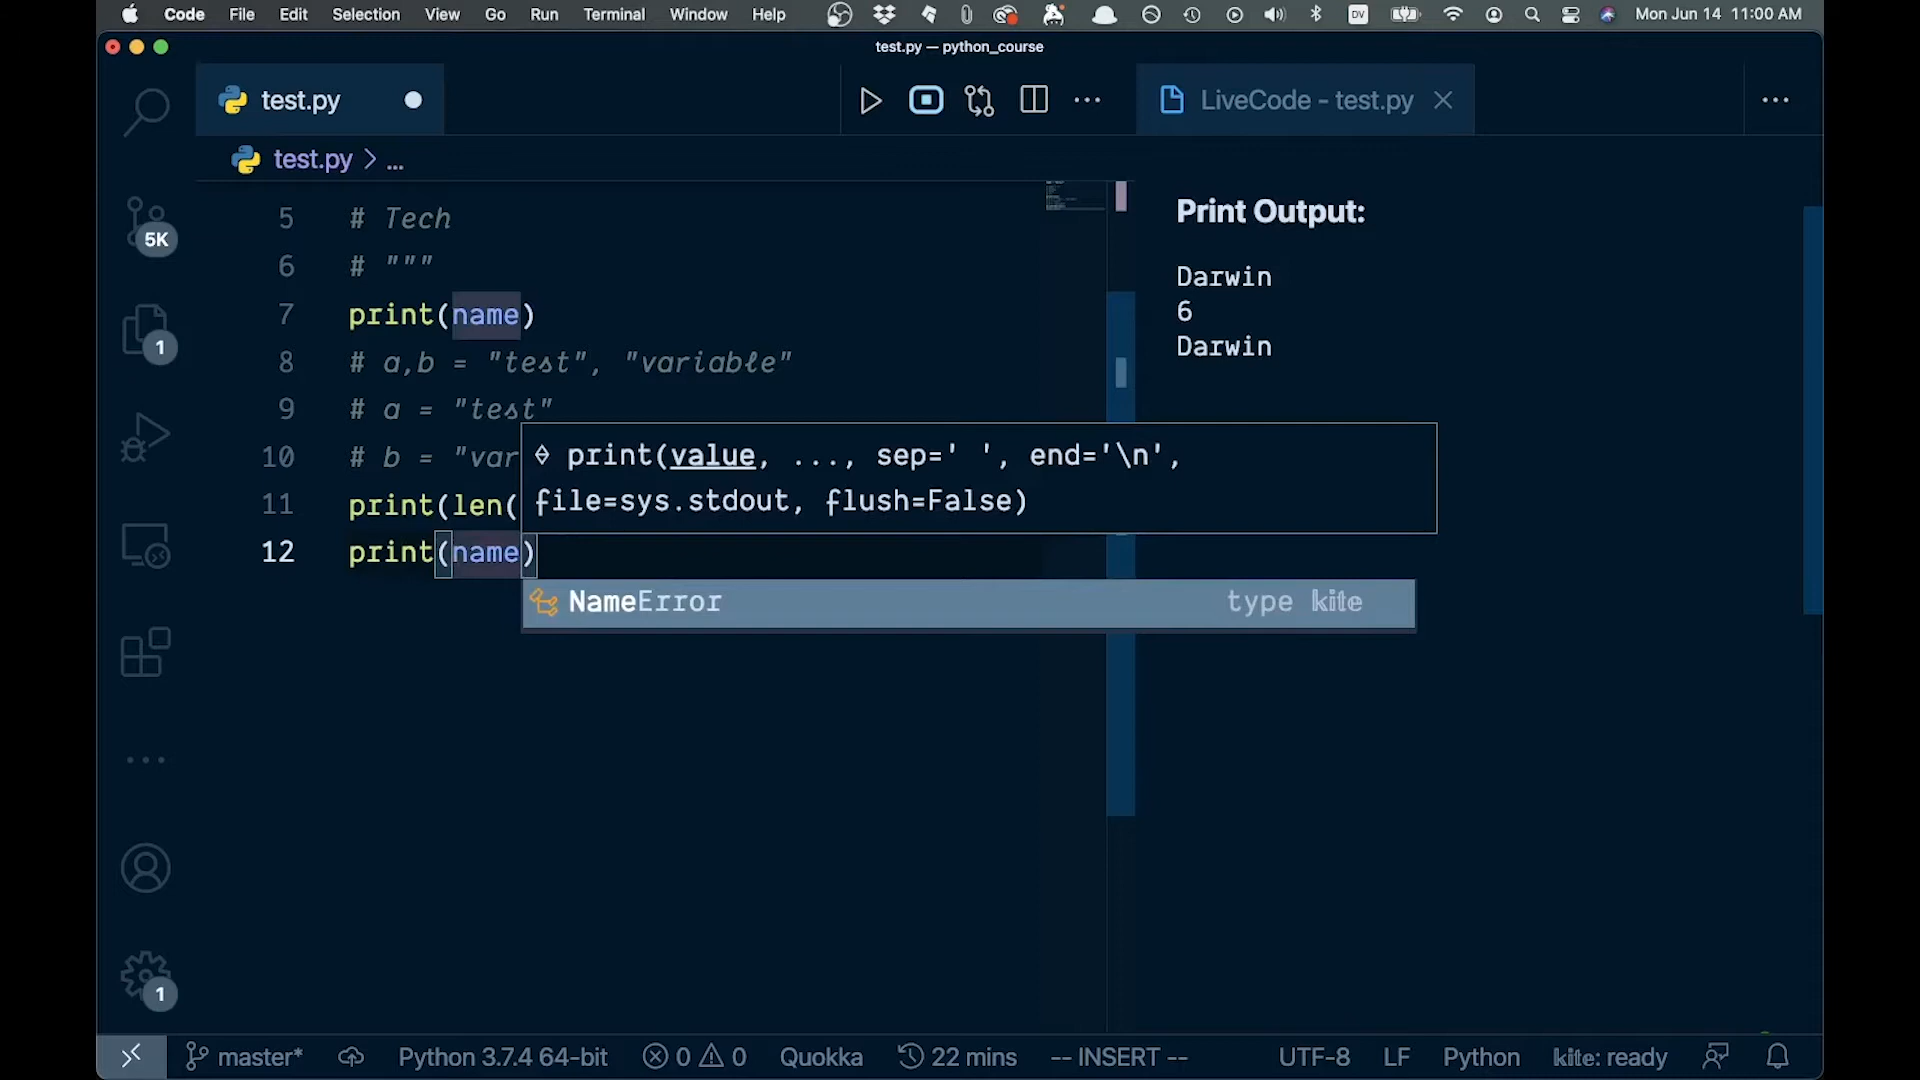 Code File Edit Selection View Go Run Terminal Window Help DV Mon Jun 14 11:00 AM
test.py — python_course
test.py LiveCode - test.py
test.py > ...
5 # Tech
6 # """
7 print(name)
8 # a,b = "test", "variable"
9 # a = "test"
10 # b = "var
11 print(len(
12 print(name)
print(value, ..., sep=' ', end='\n',
file=sys.stdout, flush=False)
NameError type kite
Print Output:
Darwin
6
Darwin
5K
1
1
master* Python 3.7.4 64-bit 0 0 Quokka 22 mins -- INSERT -- UTF-8 LF Python kite: ready